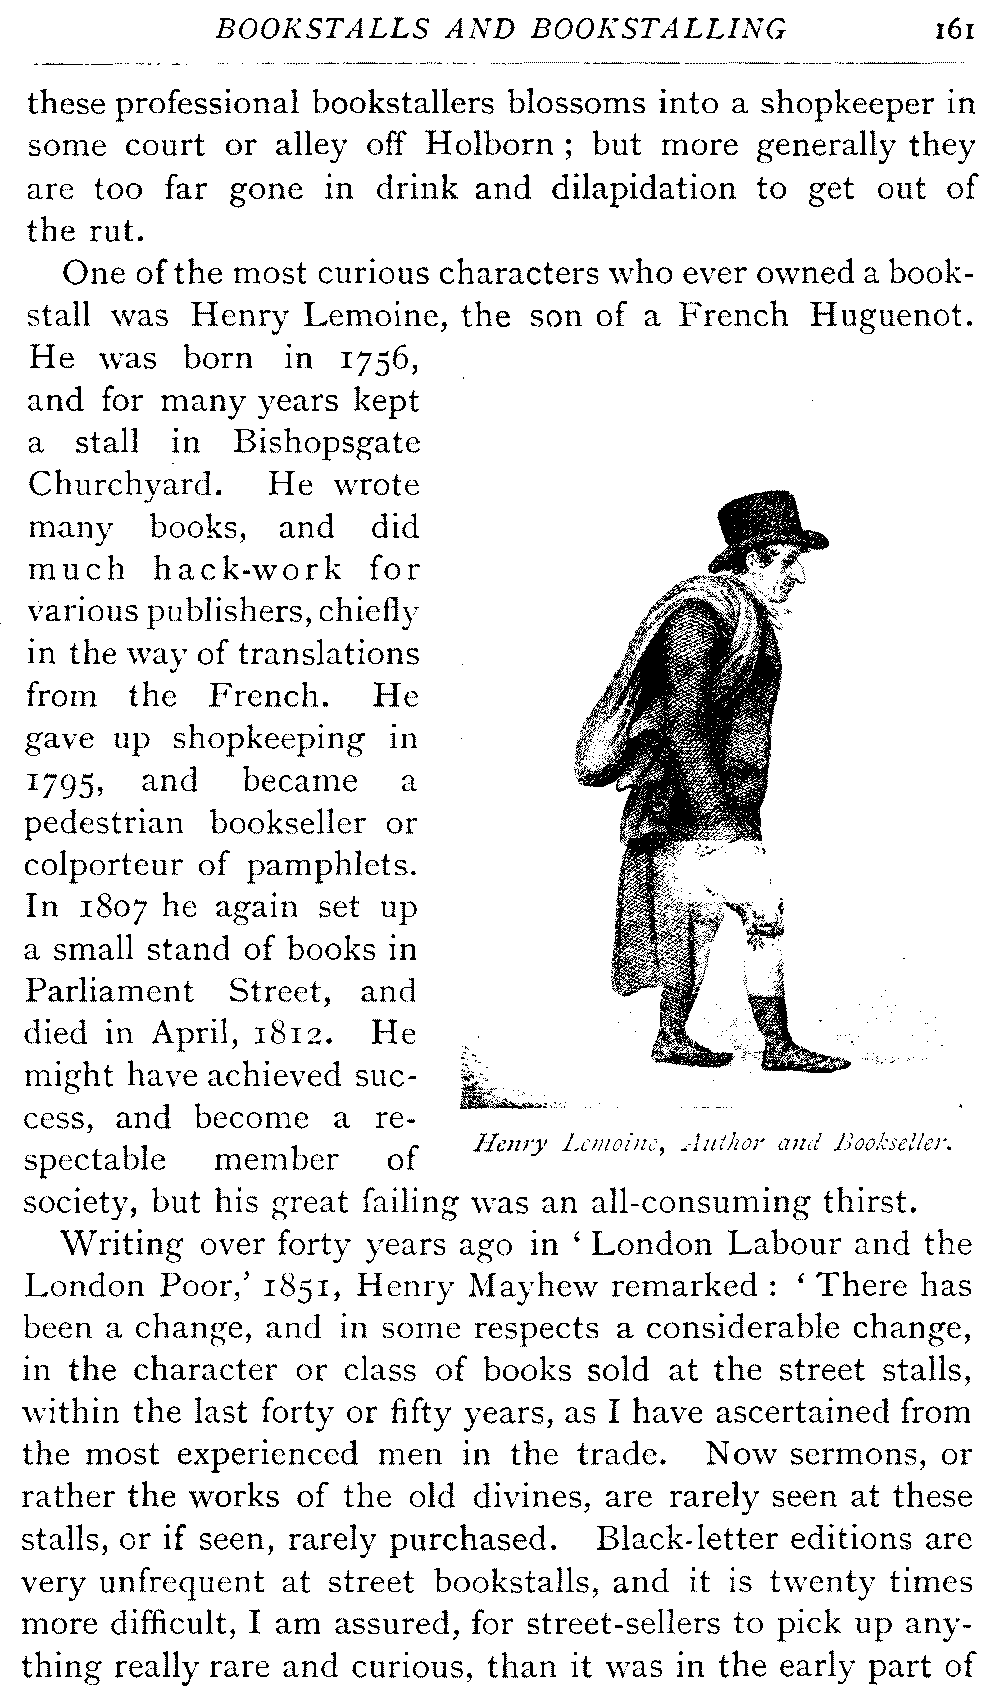 BOOKSTALLS AND BOOKSTALLING 161
these professional bookstallers blossoms into a shopkeeper in
some court or alley off Holborn ; but more generally they
are too far gone in drink and dilapidation to get out of
the rut.
One of the most curious characters who ever owned a book-
stall was Henry Lemoine, the son of a French Huguenot.
He was born in 1756,
and for many years kept
a stall in Bishopsgate
Churchyard. He wrote
many books, and did
much hack-work for
various publishers, chiefly
in the way of translations
from the French. He
gave up shopkeeping in
1795, and became a
pedestrian bookseller or
colporteur of pamphlets.
In 1807 he again set up
a small stand of books in
Parliament Street, and
died in April, 1812. He
might have achieved suc-
cess, and become a re-
spectable member of
Henry Lemoine, Author and Bookseller.
society, but his great failing was an all-consuming thirst.
Writing over forty years ago in ‘ London Labour and the
London Poor,’ 1851, Henry Mayhew remarked : ‘ There has
been a change, and in some respects a considerable change,
in the character or class of books sold at the street stalls,
within the last forty or fifty years, as I have ascertained from
the most experienced men in the trade. Now sermons, or
rather the works of the old divines, are rarely seen at these
stalls, or if seen, rarely purchased. Black-letter editions are
very unfrequent at street bookstalls, and it is twenty times
more difficult, I am assured, for street-sellers to pick up any-
thing really rare and curious, than it was in the early part of